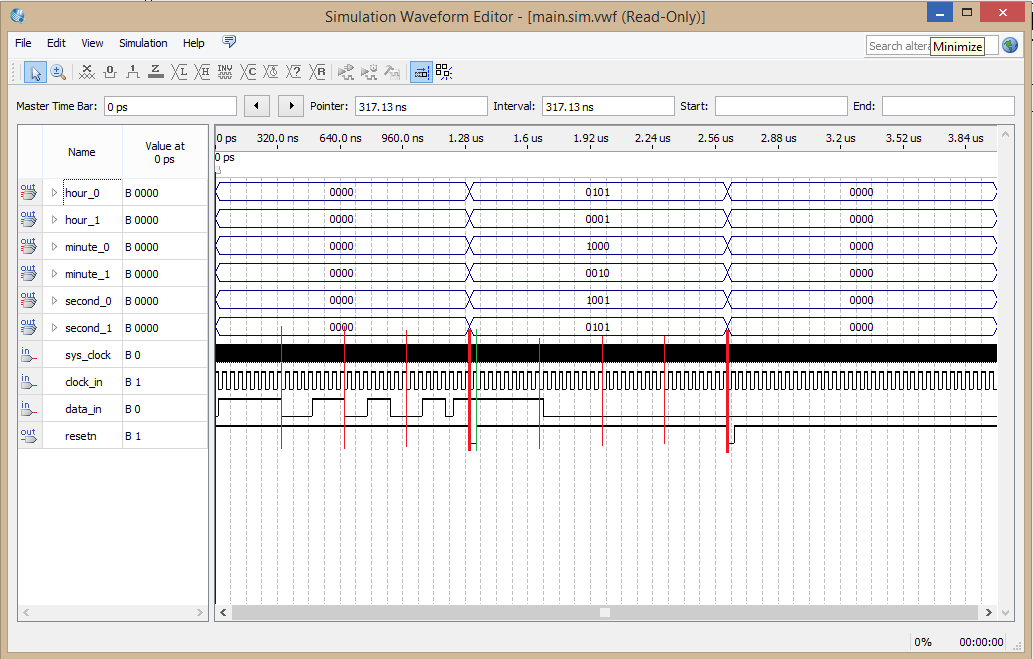 Simulation Waveform Editor - [main.sim.vwf (Read-Only)]
File Edit View Simulation Help
Search altera
Minimize
Master Time Bar: 0 ps Pointer: 317.13 ns Interval: 317.13 ns Start: End:
Name Value at 0 ps
0 ps 320.0 ns 640.0 ns 960.0 ns 1.28 us 1.6 us 1.92 us 2.24 us 2.56 us 2.88 us 3.2 us 3.52 us 3.84 us
0 ps
out hour_0 B 0000 0000 0101 0000
out hour_1 B 0000 0000 0001 0000
out minute_0 B 0000 0000 1000 0000
out minute_1 B 0000 0000 0010 0000
out second_0 B 0000 0000 1001 0000
out second_1 B 0000 0000 0101 0000
in sys_clock B 0
in clock_in B 1
in data_in B 0
out resetn B 1
0% 00:00:00